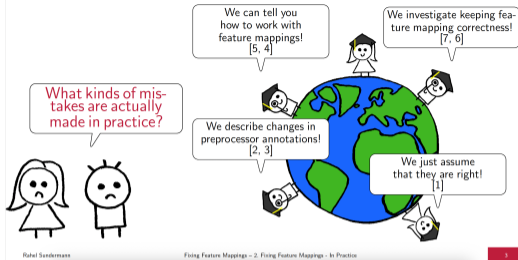 We can tell you
how to work with
feature mappings!
[5, 4]
We investigate keeping fea-
ture mapping correctness!
[7, 6]
What kinds of mis-
takes are actually
made in practice?
We describe changes in
preprocessor annotations!
[2, 3]
We just assume
that they are right!
[1]
Rahel Sundermann
Fixing Feature Mappings – 2. Fixing Feature Mappings - In Practice
3